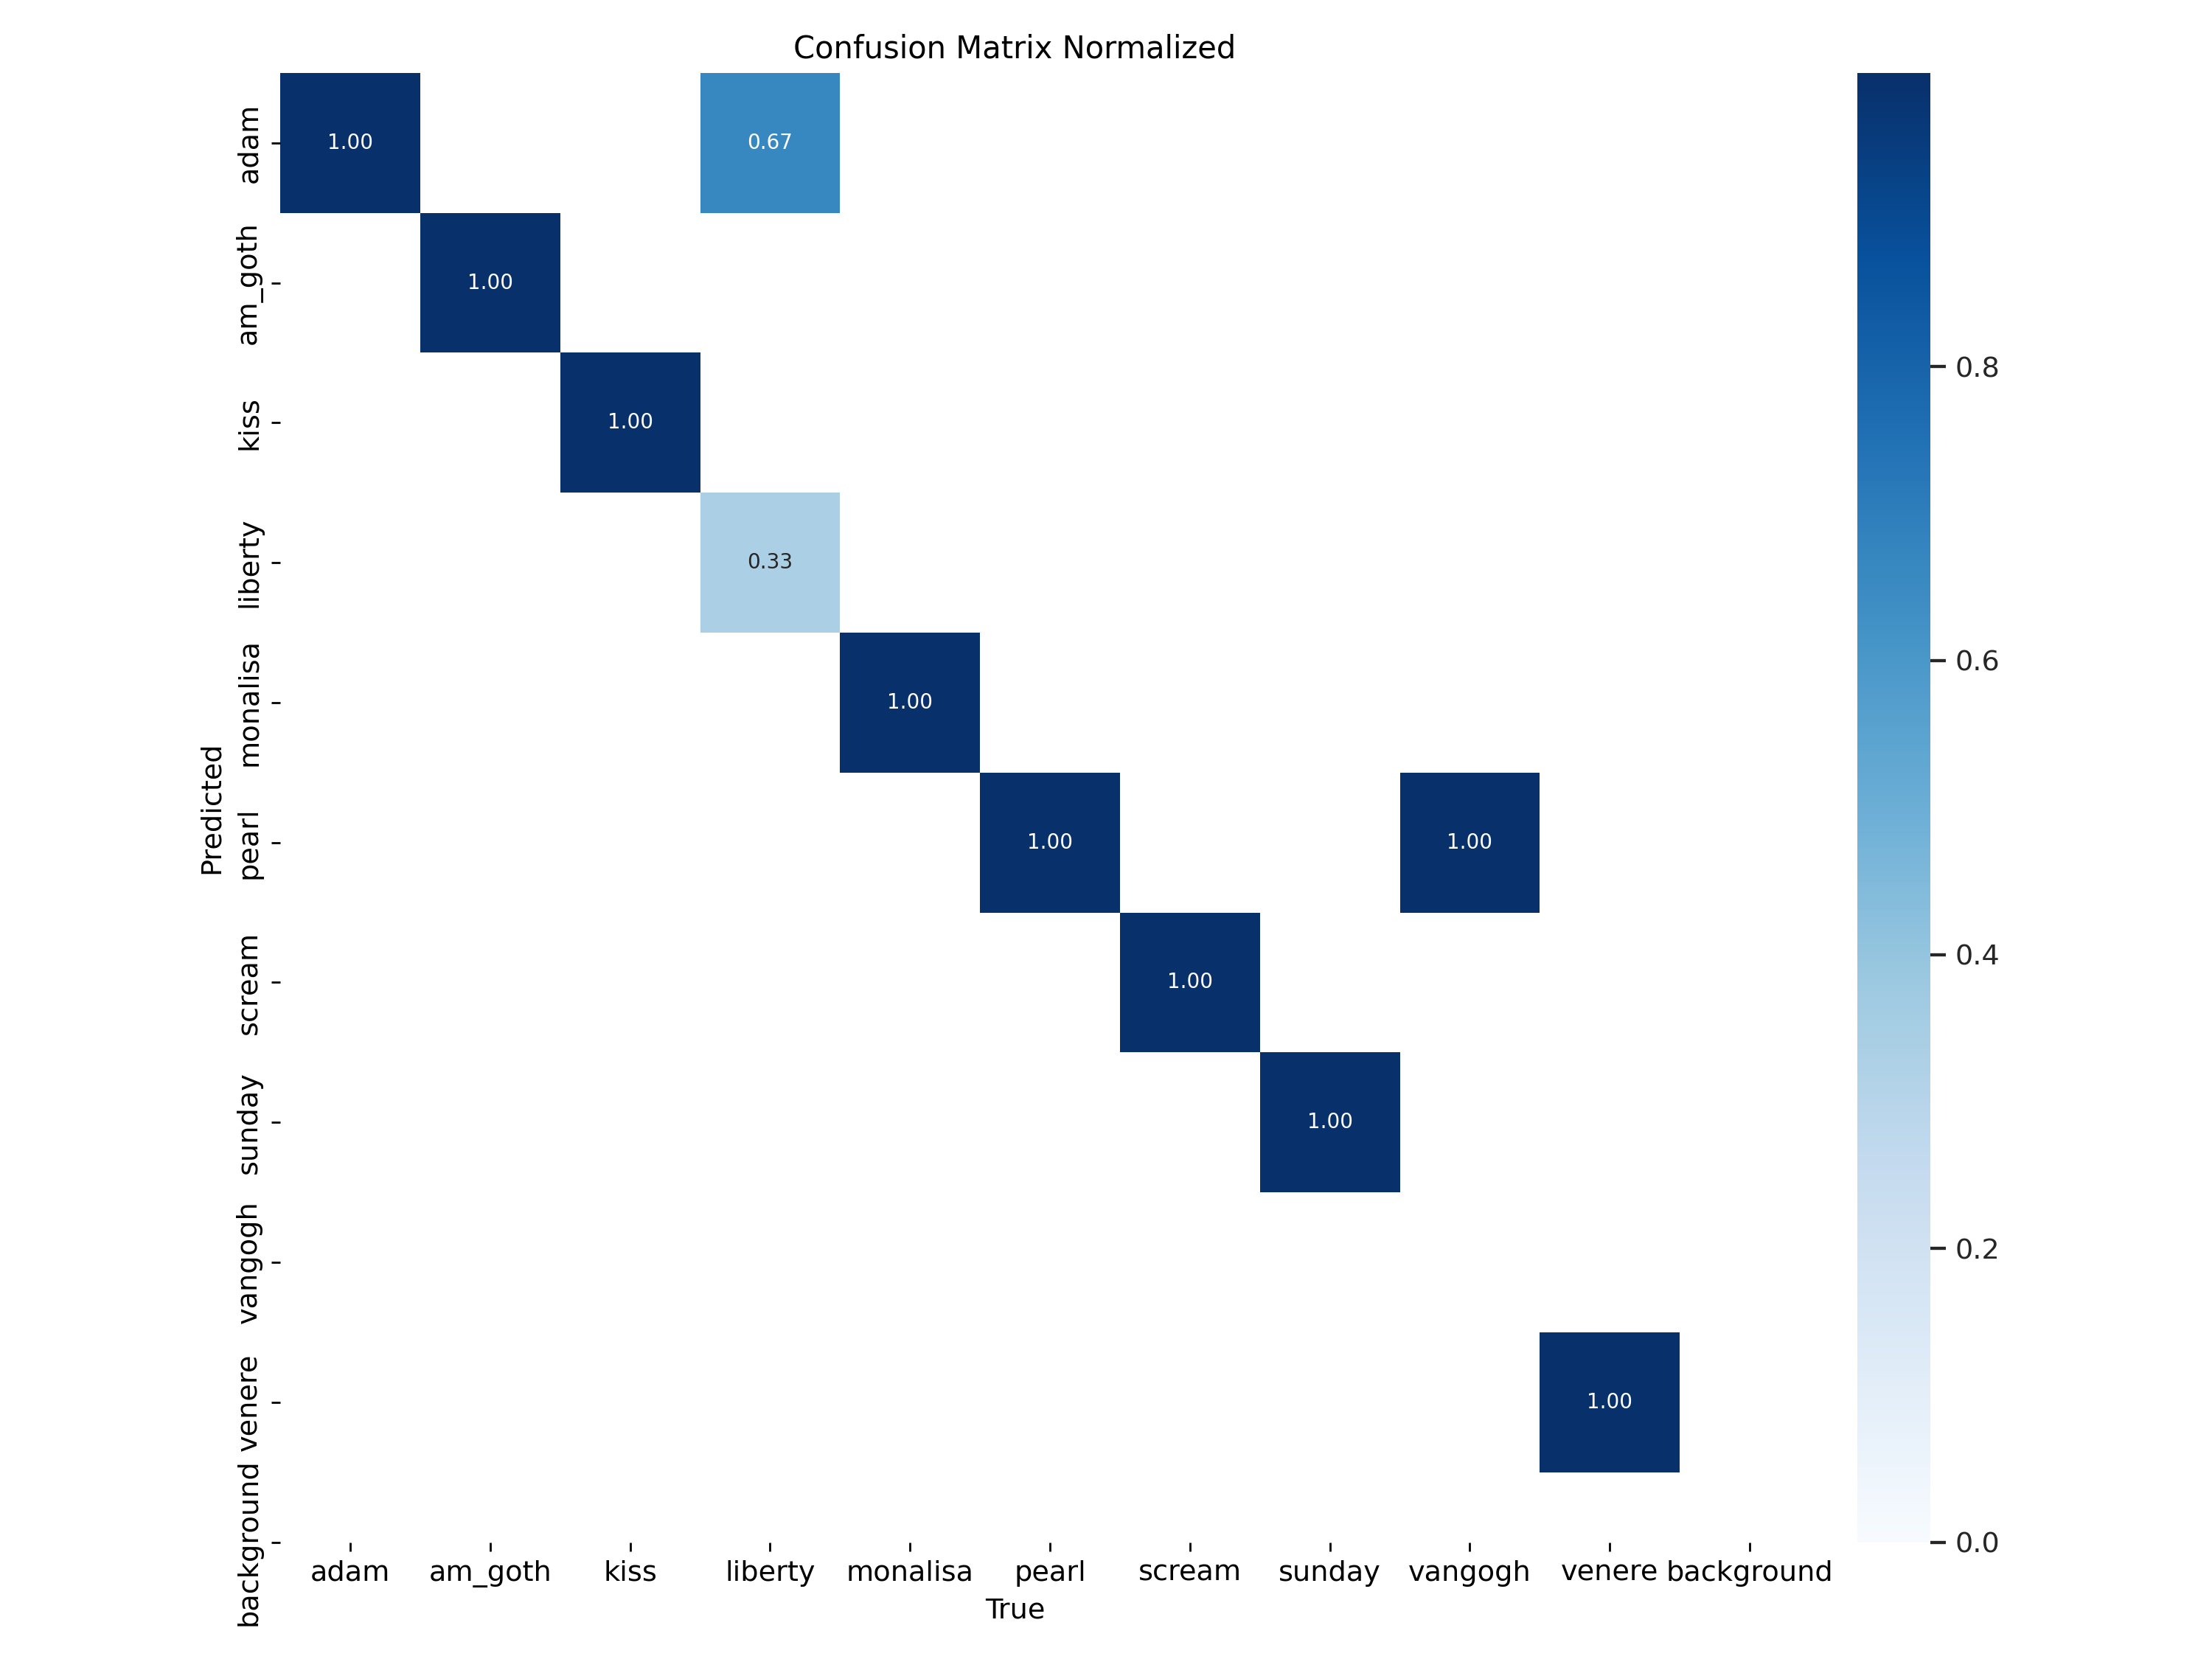 Confusion Matrix Normalized
adam 1.00 0.67
am_goth 1.00
kiss 1.00
liberty 0.33
monalisa 1.00
pearl 1.00 1.00
scream 1.00
sunday 1.00
vangogh
venere 1.00
background
Predicted
adam am_goth kiss liberty monalisa pearl scream sunday vangogh venere background
True
0.8
0.6
0.4
0.2
0.0